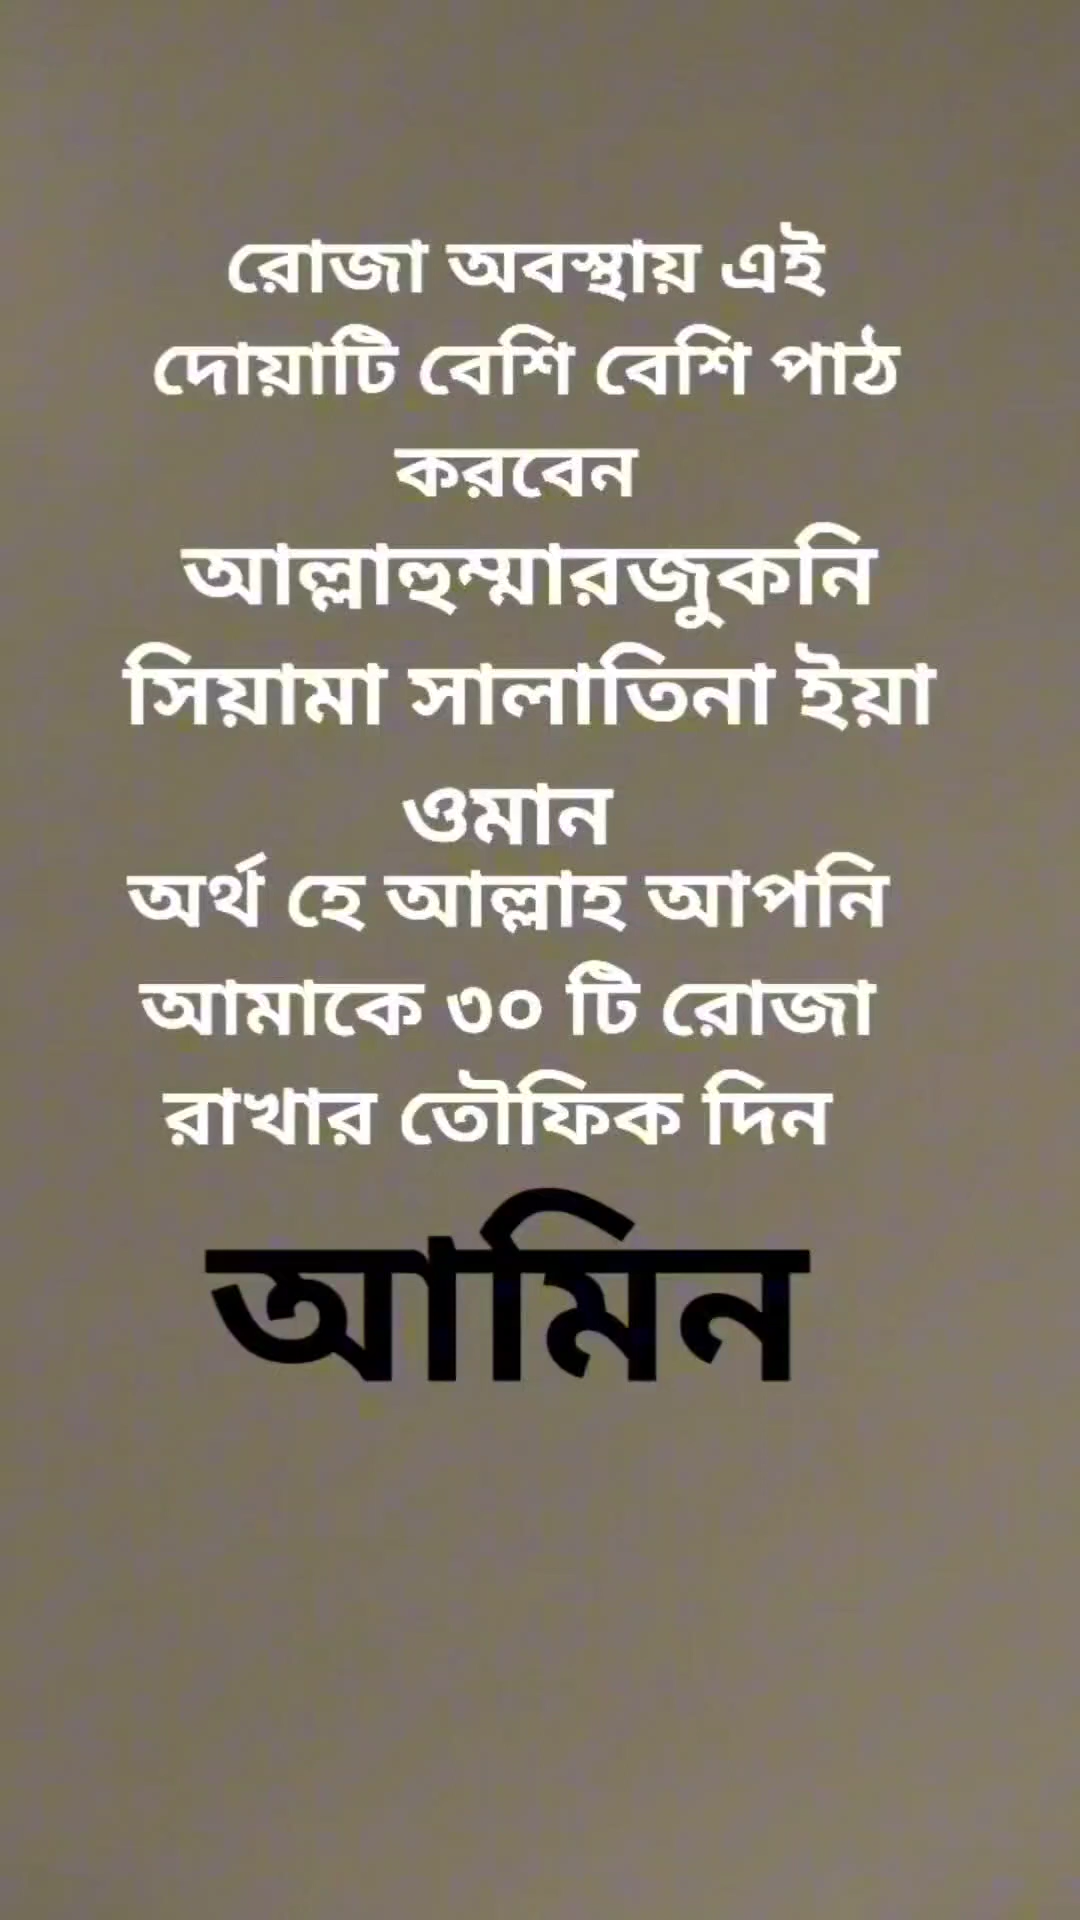 রোজা অবস্থায় এই
দোয়াটি বেশি বেশি পাঠ
করবেন
আল্লাহুম্মারজুকনি
সিয়ামা সালাতিনা ইয়া
ওমান
অর্থ হে আল্লাহ আপনি
আমাকে ৩০ টি রোজা
রাখার তৌফিক দিন
আমিন